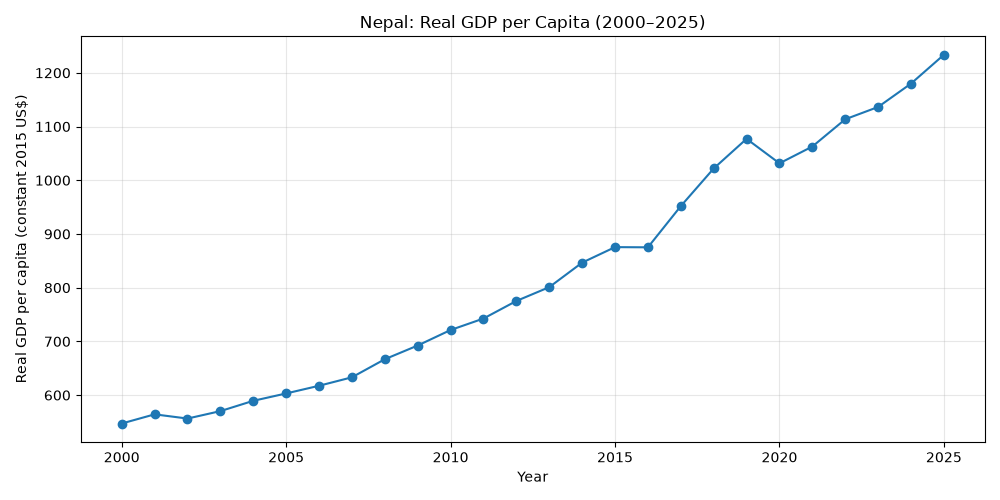 Nepal: Real GDP per Capita (2000–2025)
Real GDP per capita (constant 2015 US$)
1200
1100
1000
900
800
700
600
2000 2005 2010 2015 2020 2025
Year